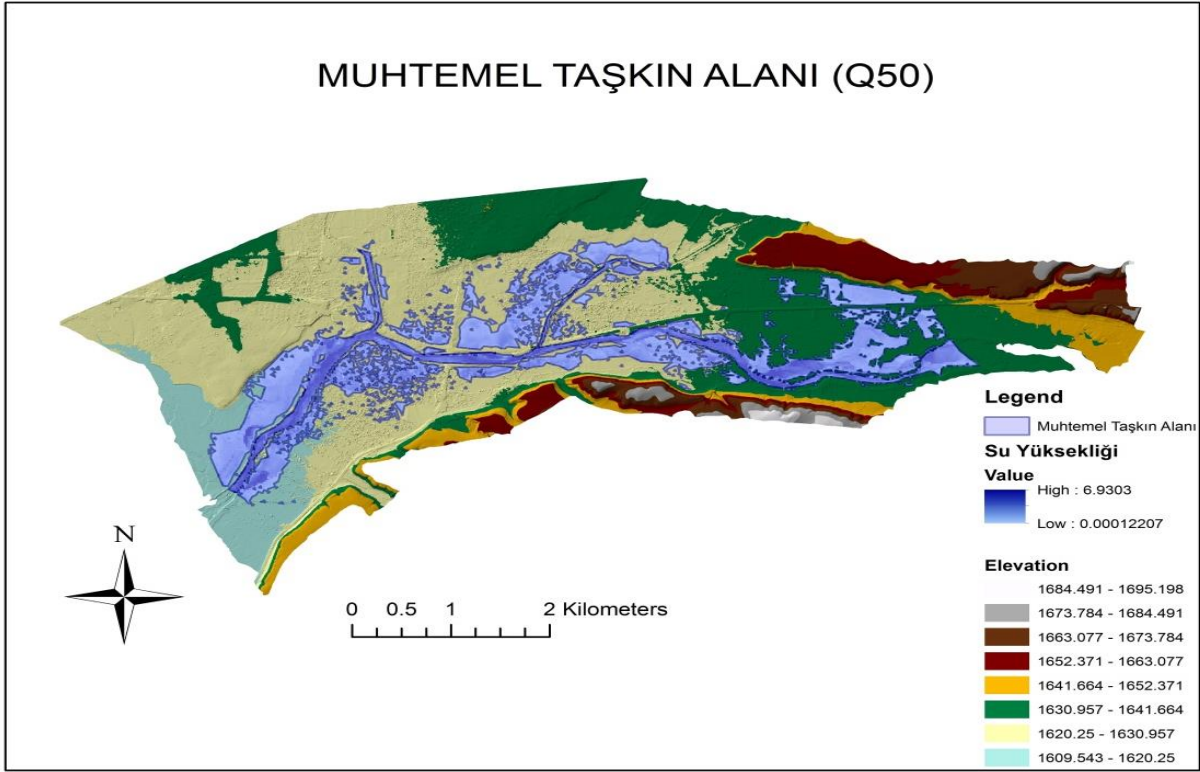 MUHTEMEL TAŞKIN ALANI (Q50)
N
0 0.5 1 2 Kilometers
Legend
Muhtemel Taşkın Alanı
Su Yüksekliği
Value
High : 6.9303
Low : 0.00012207
Elevation
1684.491 - 1695.198
1673.784 - 1684.491
1663.077 - 1673.784
1652.371 - 1663.077
1641.664 - 1652.371
1630.957 - 1641.664
1620.25 - 1630.957
1609.543 - 1620.25